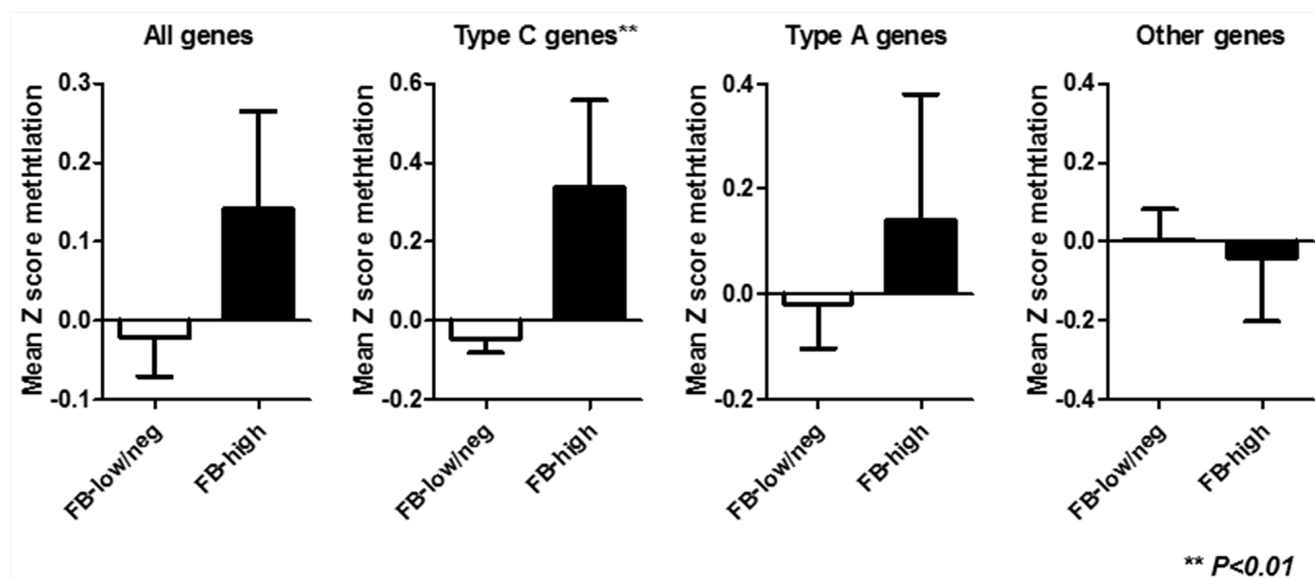 All genes
Mean Z score methtlation
0.3
0.2
0.1
0.0
-0.1
FB-low/neg
FB-high
Type C genes**
Mean Z score methtlation
0.6
0.4
0.2
0.0
-0.2
FB-low/neg
FB-high
Type A genes
Mean Z score methtlation
0.4
0.2
0.0
-0.2
FB-low/neg
FB-high
Other genes
Mean Z score methtlation
0.4
0.2
0.0
-0.2
-0.4
FB-low/neg
FB-high
** P<0.01